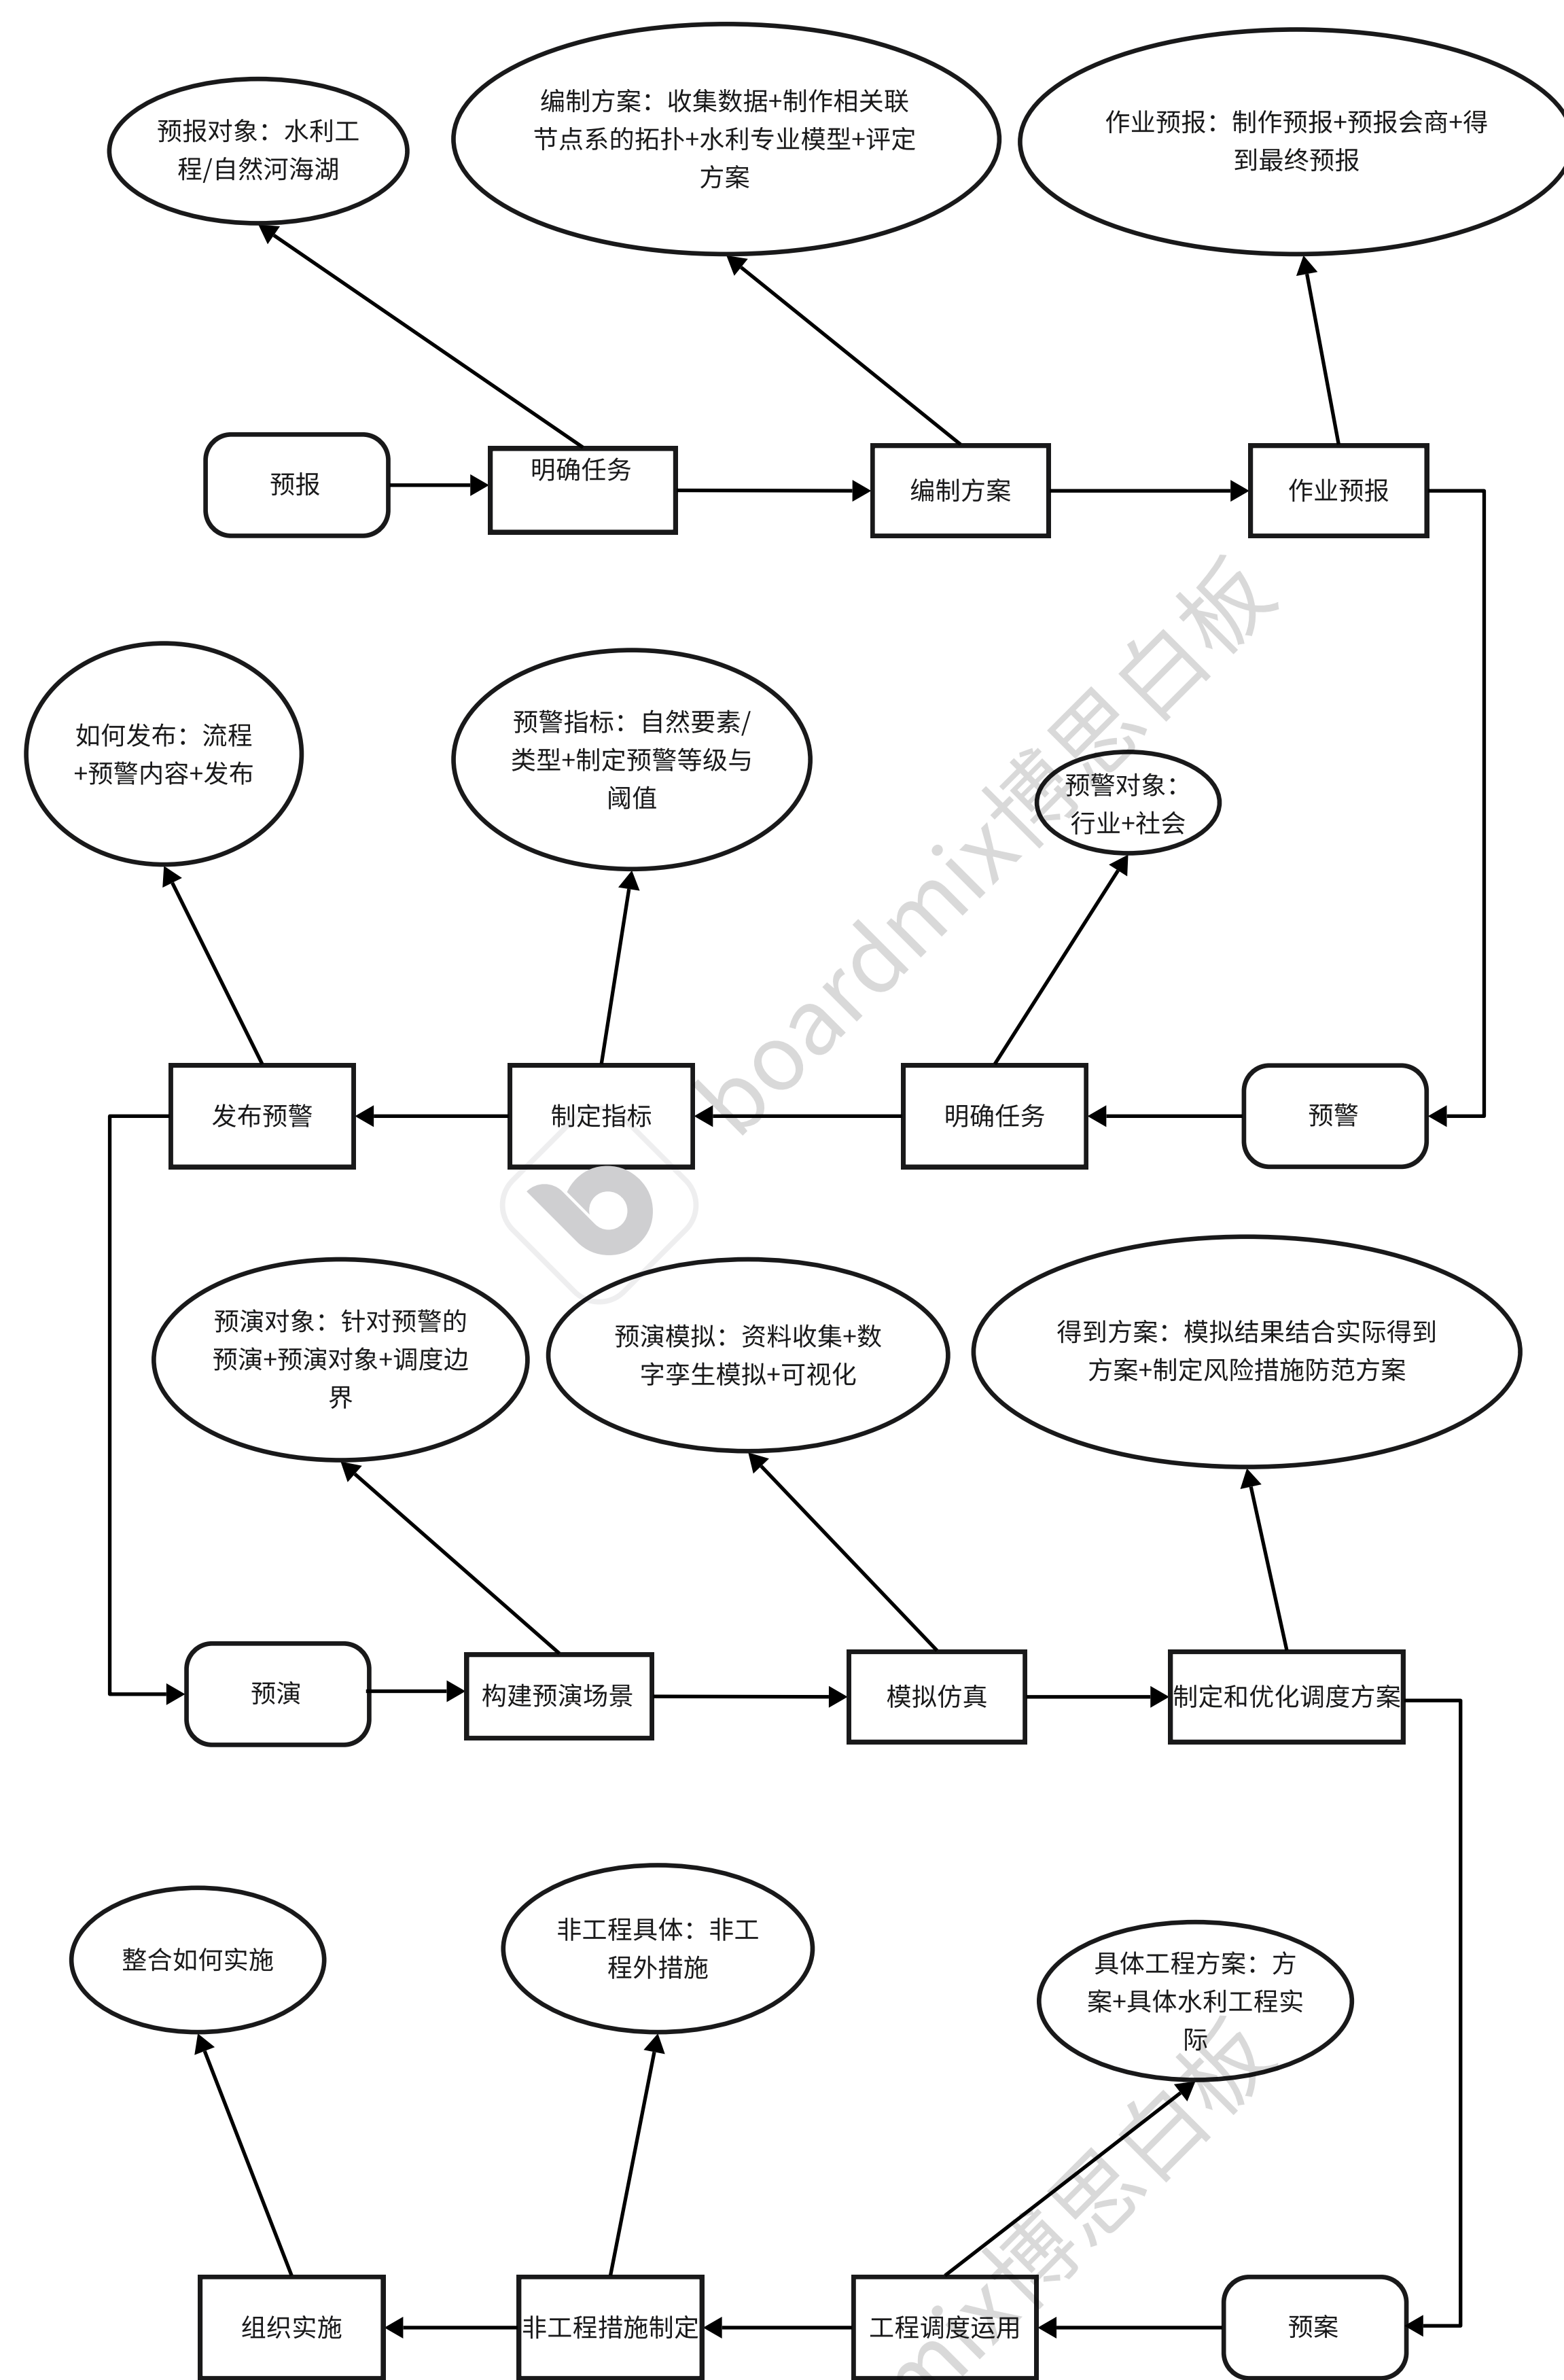 预报对象：水利工
程/自然河海湖
编制方案：收集数据+制作相关联
节点系的拓扑+水利专业模型+评定
方案
作业预报：制作预报+预报会商+得
到最终预报
预报
明确任务
编制方案
作业预报
如何发布：流程
+预警内容+发布
预警指标：自然要素/
类型+制定预警等级与
阈值
预警对象：
行业+社会
boardmix博思白板
发布预警
制定指标
明确任务
预警
预演对象：针对预警的
预演+预演对象+调度边
界
预演模拟：资料收集+数
字孪生模拟+可视化
得到方案：模拟结果结合实际得到
方案+制定风险措施防范方案
预演
构建预演场景
模拟仿真
制定和优化调度方案
整合如何实施
非工程具体：非工
程外措施
具体工程方案：方
案+具体水利工程实
际
mix博思白板
组织实施
非工程措施制定
工程调度运用
预案